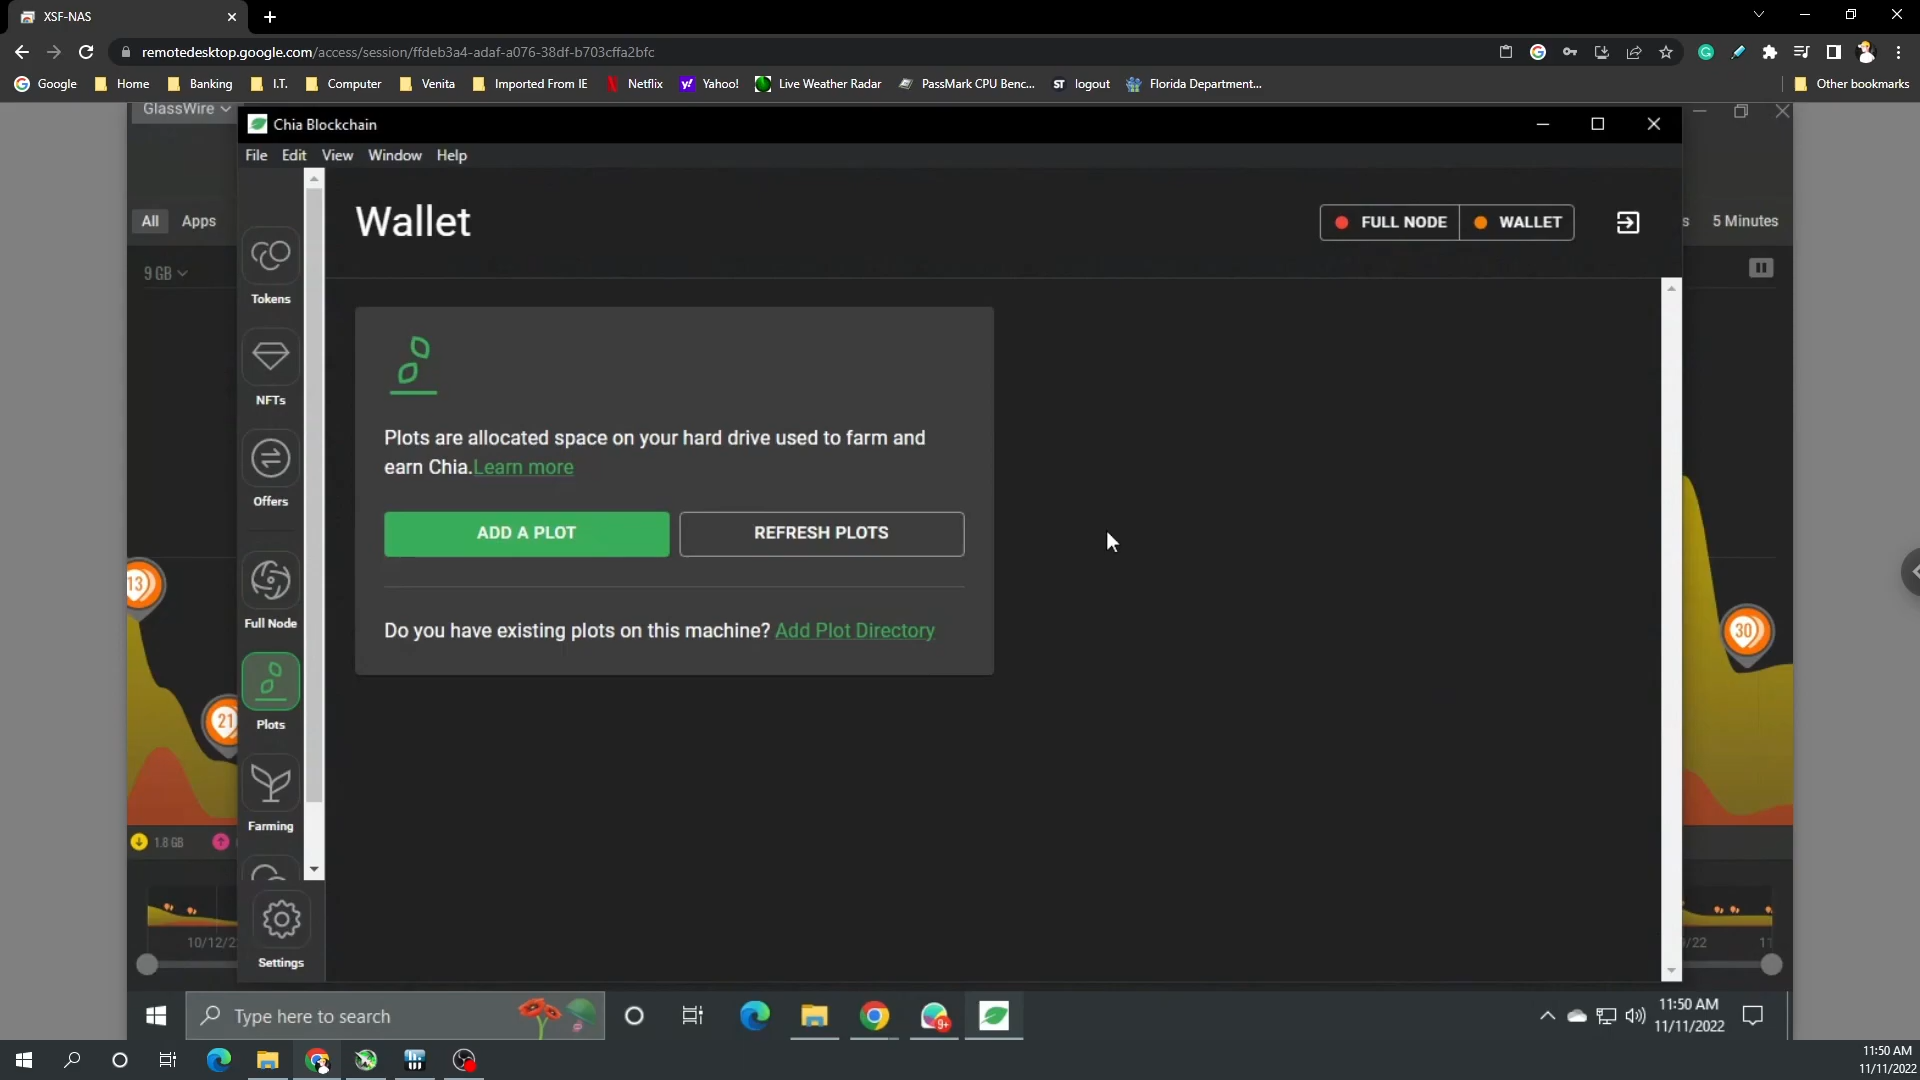 XSF-NAS
remotedesktop.google.com/access/session/ffdeb3a4-adaf-a076-38df-b703cffa2bfc
Google Home Banking I.T. Computer Venita Imported From IE Netflix Yahoo! Live Weather Radar PassMark CPU Benc... logout Florida Department... Other bookmarks
GlassWire
Chia Blockchain
File Edit View Window Help
All Apps
Wallet
FULL NODE WALLET
s 5 Minutes
9 GB
Tokens
NFTs
Offers
Full Node
Plots
Farming
Settings
Plots are allocated space on your hard drive used to farm and
earn Chia.Learn more
ADD A PLOT REFRESH PLOTS
Do you have existing plots on this machine? Add Plot Directory
13
21
30
1.8 GB
10/12/2
/22
11
Type here to search
9+
11:50 AM
11/11/2022
11:50 AM
11/11/2022